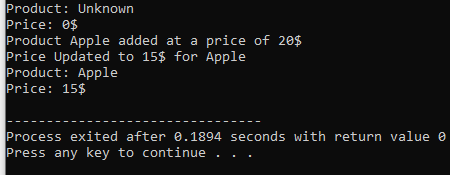 Product: Unknown
Price: 0$
Product Apple added at a price of 20$
Price Updated to 15$ for Apple
Product: Apple
Price: 15$
--------------------------------
Process exited after 0.1894 seconds with return value 0
Press any key to continue . . .